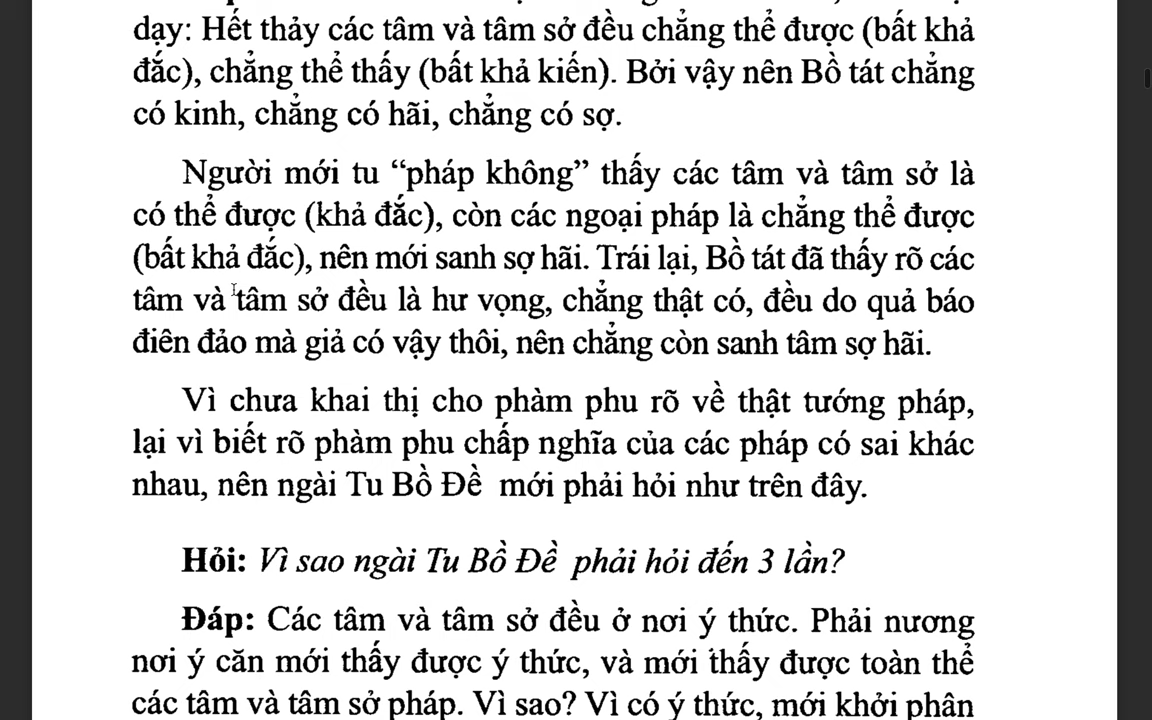 dạy: Hết thảy các tâm và tâm sở đều chẳng thể được (bất khả
đắc), chẳng thể thấy (bất khả kiến). Bởi vậy nên Bồ tát chẳng
có kinh, chẳng có hãi, chẳng có sợ.
Người mới tu “pháp không” thấy các tâm và tâm sở là
có thể được (khả đắc), còn các ngoại pháp là chẳng thể được
(bất khả đắc), nên mới sanh sợ hãi. Trái lại, Bồ tát đã thấy rõ các
tâm và tâm sở đều là hư vọng, chẳng thật có, đều do quả báo
điên đảo mà giả có vậy thôi, nên chẳng còn sanh tâm sợ hãi.
Vì chưa khai thị cho phàm phu rõ về thật tướng pháp,
lại vì biết rõ phàm phu chấp nghĩa của các pháp có sai khác
nhau, nên ngài Tu Bồ Đề mới phải hỏi như trên đây.
Hỏi: Vì sao ngài Tu Bồ Đề phải hỏi đến 3 lần?
Đáp: Các tâm và tâm sở đều ở nơi ý thức. Phải nương
nơi ý căn mới thấy được ý thức, và mới thấy được toàn thể
các tâm và tâm sở pháp. Vì sao? Vì có ý thức, mới khởi phân